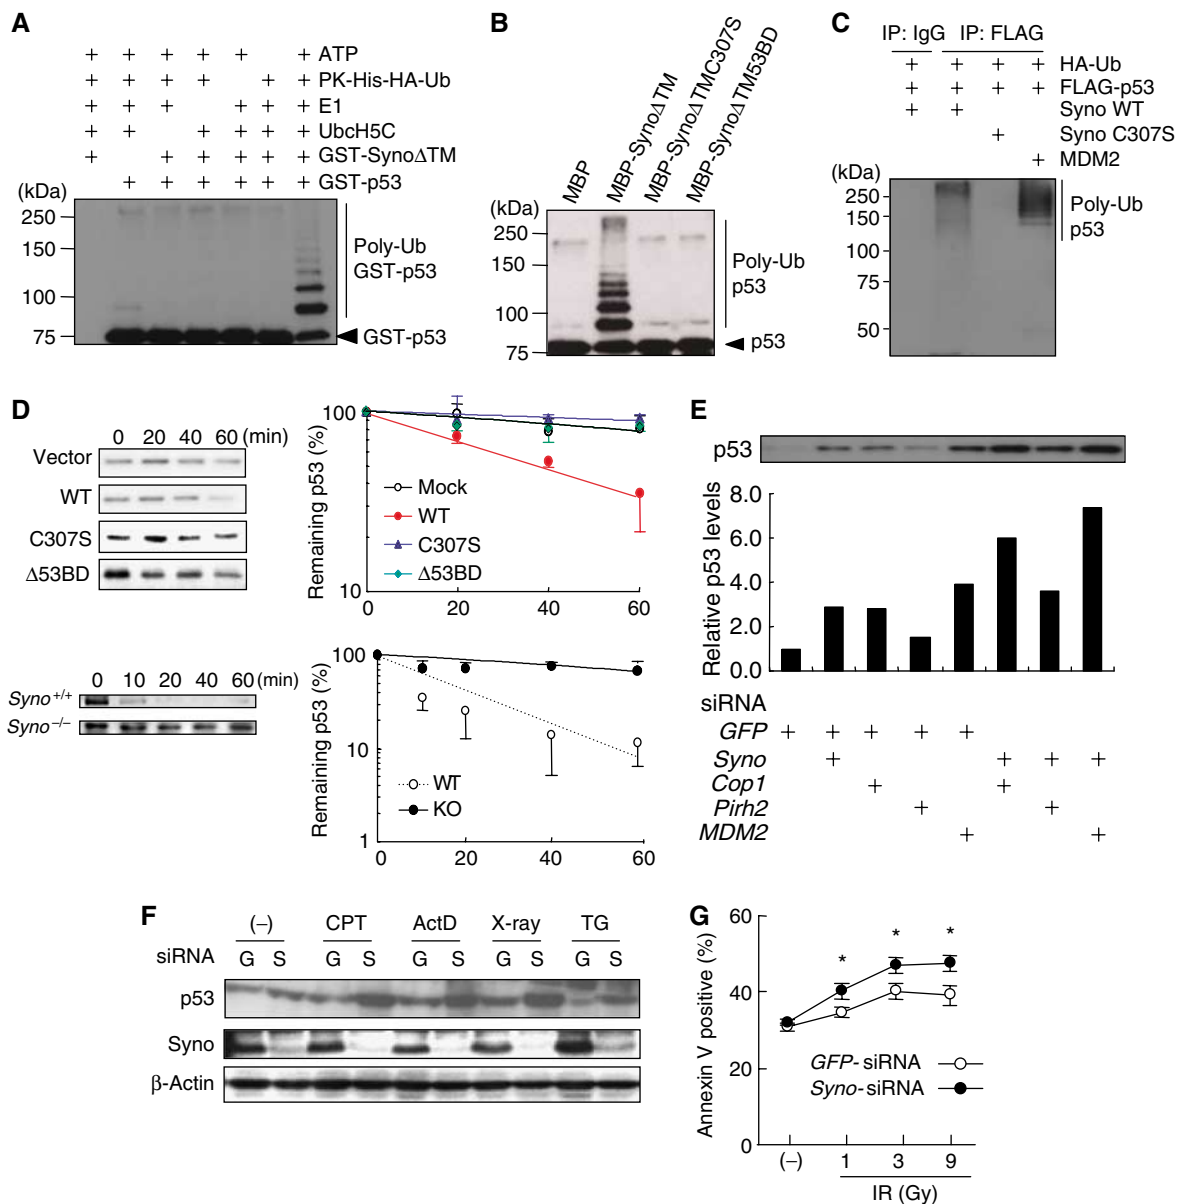 A
+ + + + + + ATP
+ + + + + + PK-His-HA-Ub
+ + + + + + E1
+ + + + + + UbcH5C
+ + + + + + GST-SynoΔTM
+ + + + + + GST-p53
(kDa)
250
150
100
75
Poly-Ub
GST-p53
GST-p53
B
MBP
MBP-SynoΔTM
MBP-SynoΔTMC307S
MBP-SynoΔTM53BD
(kDa)
250
150
100
75
Poly-Ub
p53
p53
C
IP: IgG IP: FLAG
+ + + + HA-Ub
+ + + + FLAG-p53
+ + Syno WT
+ Syno C307S
+ MDM2
(kDa)
250
150
100
75
50
Poly-Ub
p53
D
0 20 40 60 (min)
Vector
WT
C307S
Δ53BD
Remaining p53 (%)
100
10
0 20 40 60
Mock
WT
C307S
Δ53BD
0 10 20 40 60 (min)
Syno+/+
Syno−/−
Remaining p53 (%)
100
10
1
0 20 40 60
WT
KO
E
p53
Relative p53 levels
8.0
6.0
4.0
2.0
0.0
siRNA
GFP + + + + +
Syno + + + +
Cop1 + +
Pirh2 + +
MDM2 + +
F
(–) CPT ActD X-ray TG
siRNA G S G S G S G S G S
p53
Syno
β-Actin
G
Annexin V positive (%)
60
40
20
0
* * *
GFP-siRNA
Syno-siRNA
(–) 1 3 9
IR (Gy)